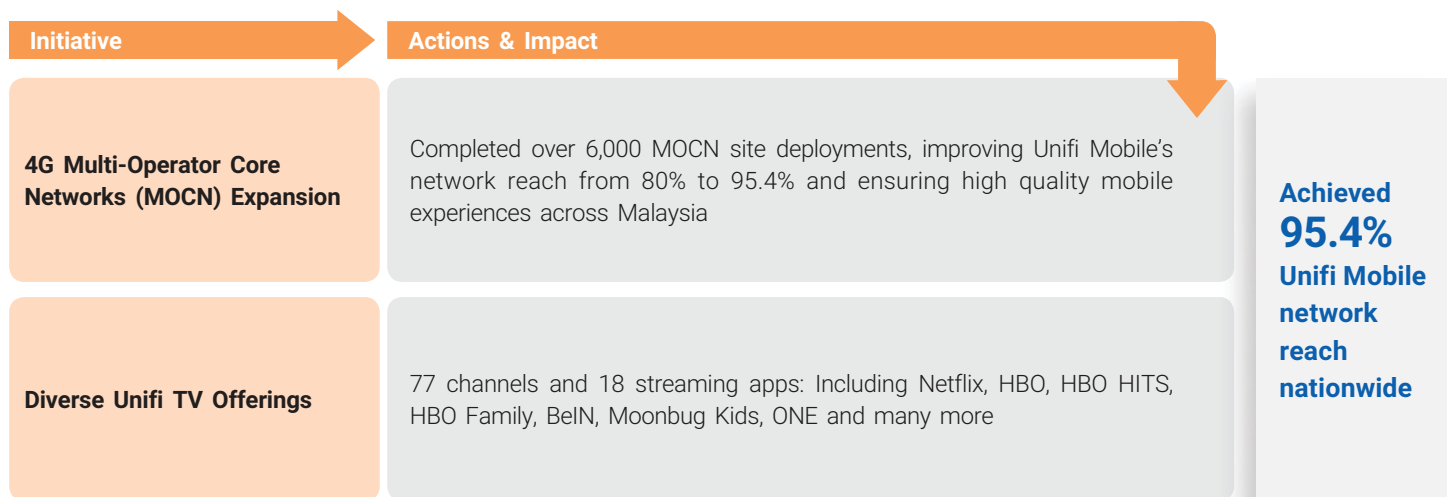 Initiative
Actions & Impact
4G Multi-Operator Core
Networks (MOCN) Expansion
Completed over 6,000 MOCN site deployments, improving Unifi Mobile’s
network reach from 80% to 95.4% and ensuring high quality mobile
experiences across Malaysia
Diverse Unifi TV Offerings
77 channels and 18 streaming apps: Including Netflix, HBO, HBO HITS,
HBO Family, BeIN, Moonbug Kids, ONE and many more
Achieved
95.4%
Unifi Mobile
network
reach
nationwide